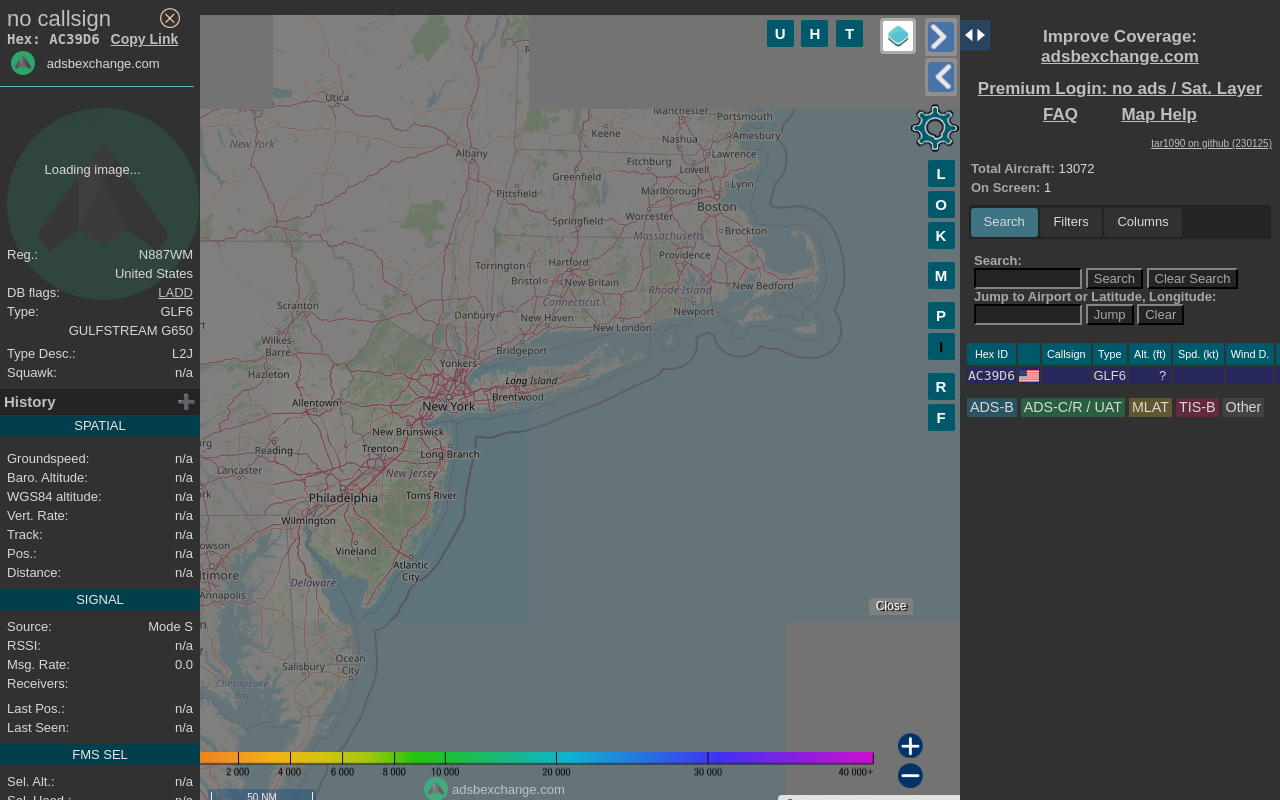 no callsign
Hex: AC39D6 Copy Link
adsbexchange.com
Loading image...
Reg.: N887WM
United States
DB flags: LADD
Type: GLF6
GULFSTREAM G650
Type Desc.: L2J
Squawk: n/a
History
SPATIAL
Groundspeed: n/a
Baro. Altitude: n/a
WGS84 altitude: n/a
Vert. Rate: n/a
Track: n/a
Pos.: n/a
Distance: n/a
SIGNAL
Source: Mode S
RSSI: n/a
Msg. Rate: 0.0
Receivers:
Last Pos.: n/a
Last Seen: n/a
FMS SEL
Sel. Alt.: n/a
Sel. Head.: n/a
U H T
L
O
K
M
P
I
R
F
Utica
New York
Albany
Keene
Manchester
Portsmouth
Amesbury
Lawrence
Fitchburg
Lowell
Greenfield
Pittsfield
Marlborough
Lynn
Boston
Worcester
Springfield
Brockton
Massachusetts
Torrington
Hartford
Providence
Bristol
New Britain
New Bedford
Rhode Island
Connecticut
Scranton
Danbury
New Haven
Newport
New London
Wilkes-
Barre
Bridgeport
Yonkers
Hazleton
Long Island
Brentwood
Allentown
New York
New Brunswick
Reading
Trenton
Long Branch
Lancaster
New Jersey
Philadelphia
Toms River
Wilmington
Vineland
Atlantic
City
Delaware
Annapolis
Ocean
City
Salisbury
Chesapeake
Bay
Close
2 000 4 000 6 000 8 000 10 000 20 000 30 000 40 000+
50 NM
adsbexchange.com
Improve Coverage:
adsbexchange.com
Premium Login: no ads / Sat. Layer
FAQ Map Help
tar1090 on github (230125)
Total Aircraft: 13072
On Screen: 1
Search Filters Columns
Search:
Search Clear Search
Jump to Airport or Latitude, Longitude:
Jump Clear
Hex ID Callsign Type Alt. (ft) Spd. (kt) Wind D.
AC39D6 GLF6 ?
ADS-B ADS-C/R / UAT MLAT TIS-B Other